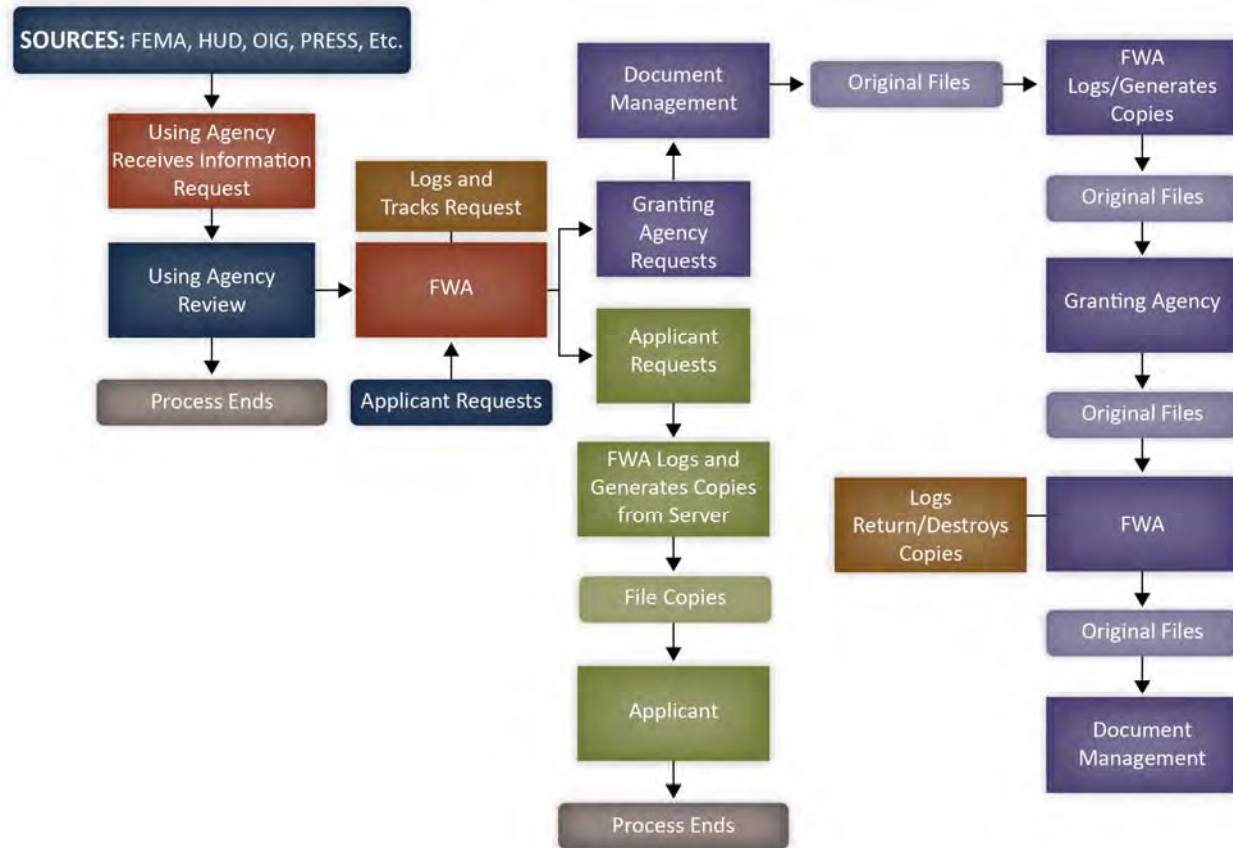 SOURCES: FEMA, HUD, OIG, PRESS, Etc.
Using Agency
Receives Information
Request
Using Agency
Review
Process Ends
Logs and
Tracks Request
FWA
Applicant Requests
Document
Management
Granting
Agency
Requests
Applicant
Requests
FWA Logs and
Generates Copies
from Server
File Copies
Applicant
Process Ends
Original Files
FWA
Logs/Generates
Copies
Original Files
Granting Agency
Original Files
Logs
Return/Destroys
Copies
FWA
Original Files
Document
Management